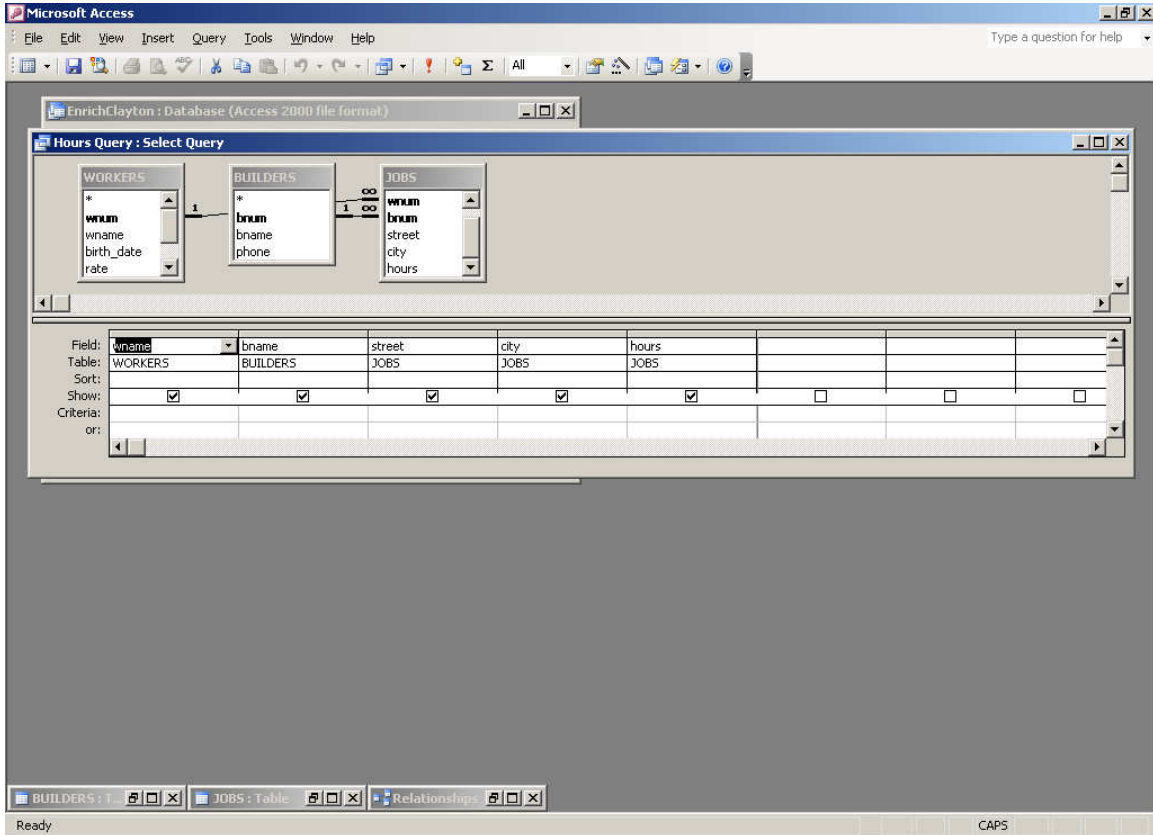 Microsoft Access
File Edit View Insert Query Tools Window Help Type a question for help
All
EnrichClayton : Database (Access 2000 file format)
Hours Query : Select Query
WORKERS BUILDERS JOBS
* * wnum
wnum bnum bnum
wname bname street
birth_date phone city
rate hours
1 1 ∞ ∞
Field: wname bname street city hours
Table: WORKERS BUILDERS JOBS JOBS JOBS
Sort:
Show:
Criteria:
or:
BUILDERS : T... JOBS : Table Relationships
Ready CAPS